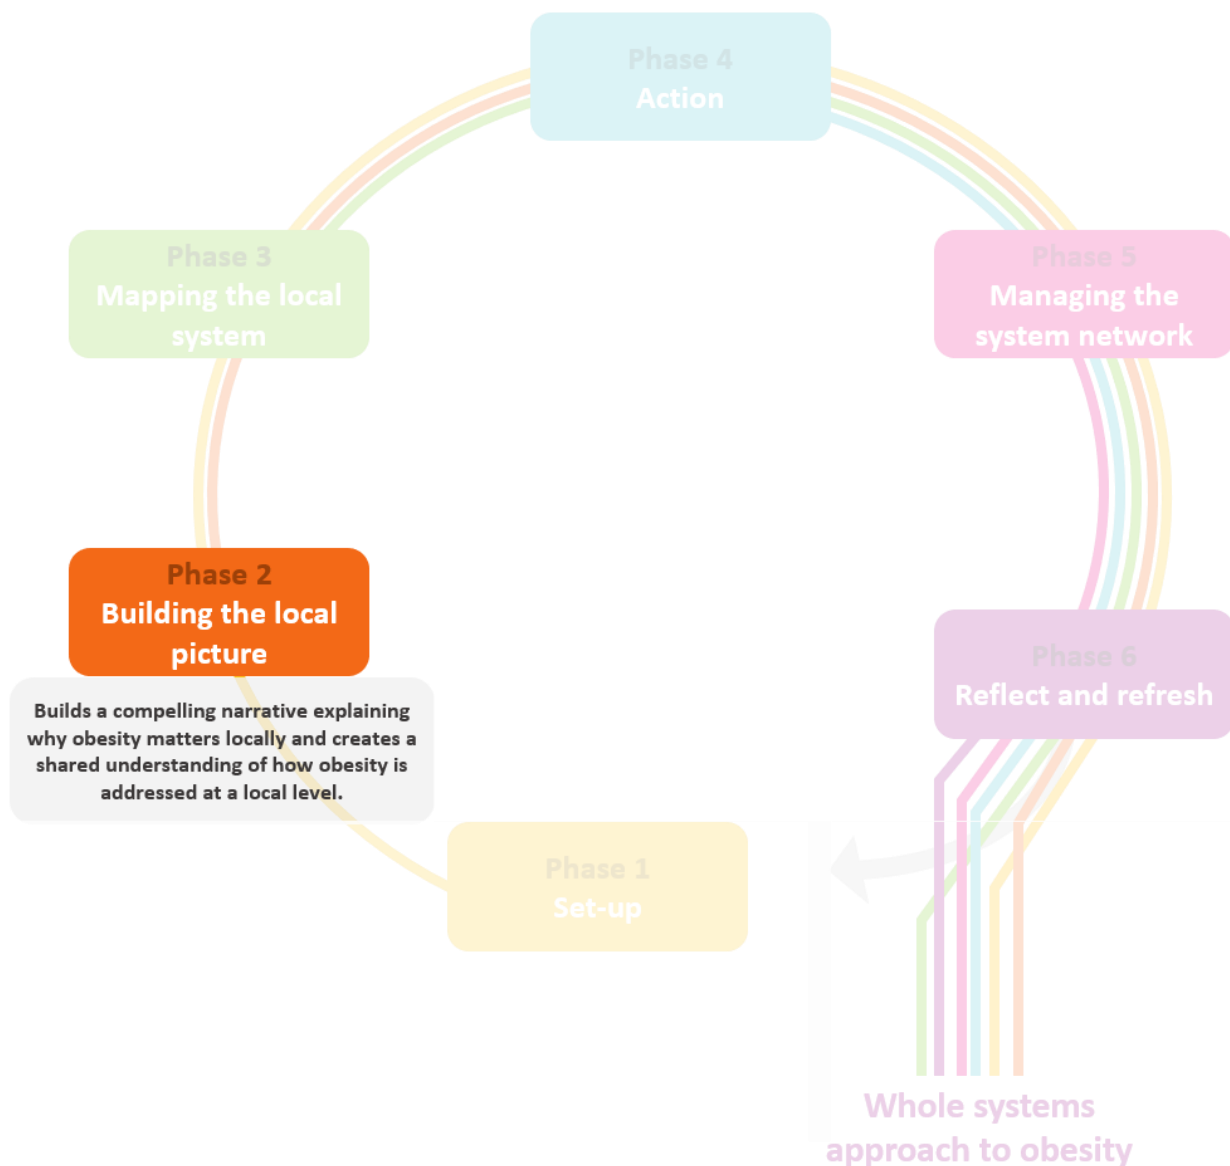 Phase 4
Action
Phase 3
Mapping the local
system
Phase 5
Managing the
system network
Phase 2
Building the local
picture
Builds a compelling narrative explaining
why obesity matters locally and creates a
shared understanding of how obesity is
addressed at a local level.
Phase 6
Reflect and refresh
Phase 1
Set-up
Whole systems
approach to obesity